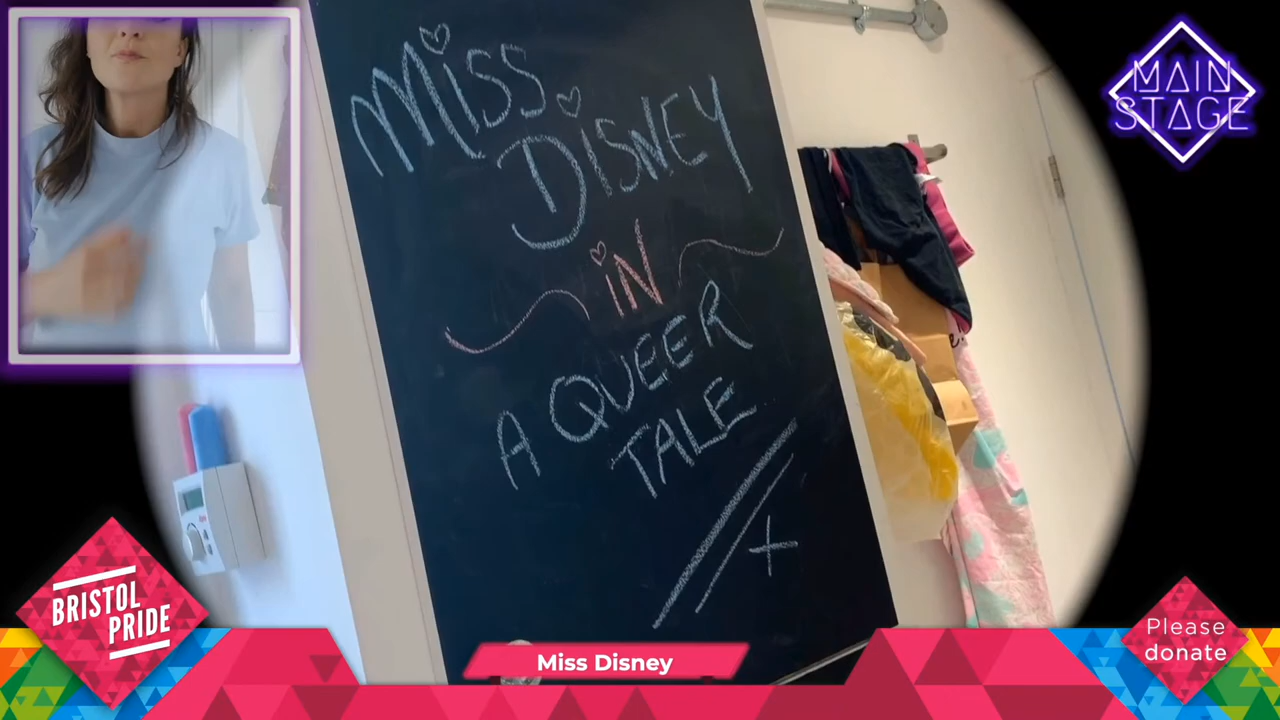 MiSS
DiSNEY
iN
A QUEER
TALE
MAIN
STAGE
BRISTOL
PRIDE
Miss Disney
Please
donate